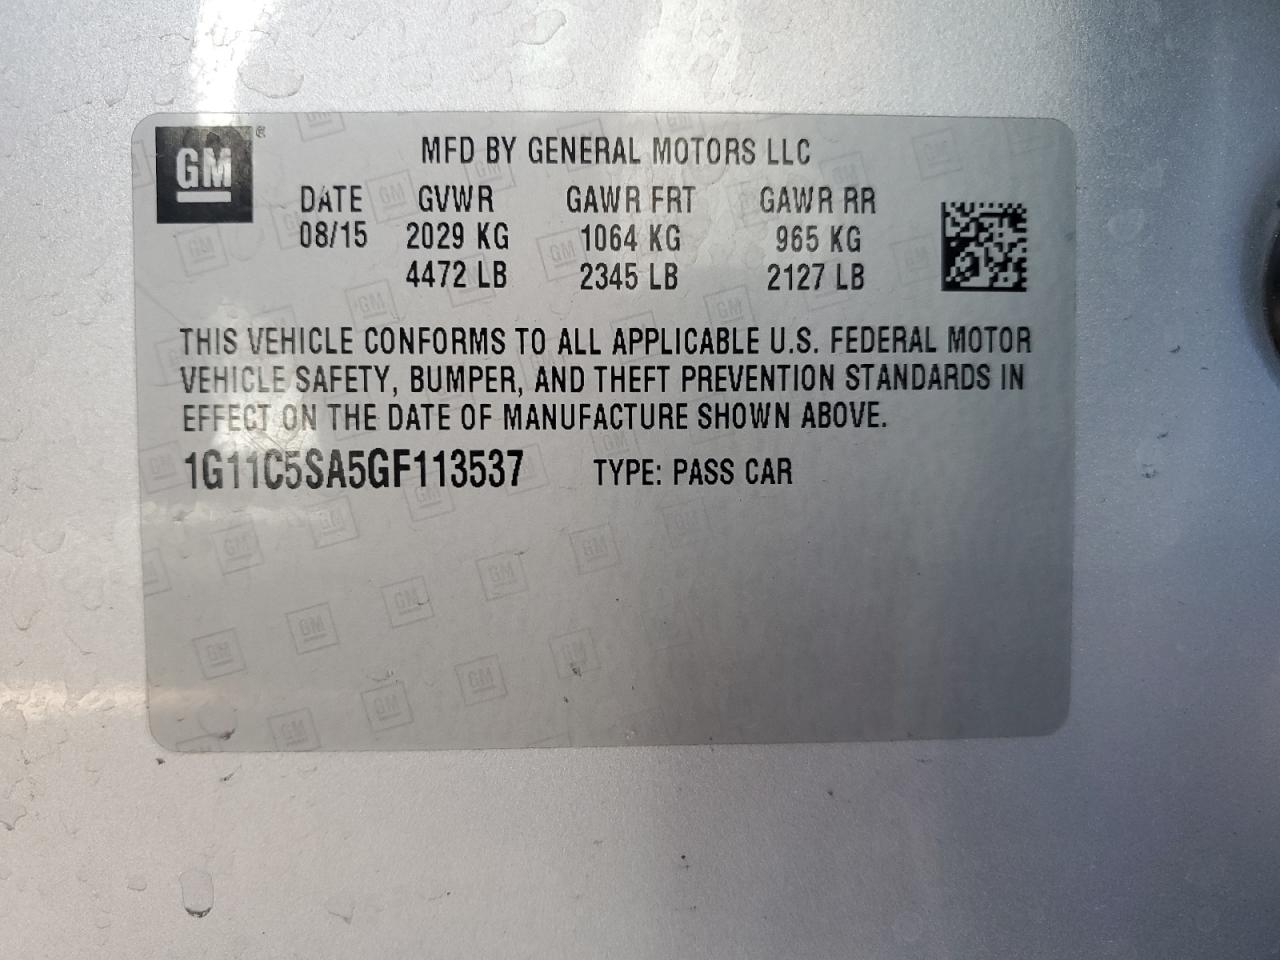 GM ®
MFD BY GENERAL MOTORS LLC
DATE GVWR GAWR FRT GAWR RR
08/15 2029 KG 1064 KG 965 KG
4472 LB 2345 LB 2127 LB
THIS VEHICLE CONFORMS TO ALL APPLICABLE U.S. FEDERAL MOTOR
VEHICLE SAFETY, BUMPER, AND THEFT PREVENTION STANDARDS IN
EFFECT ON THE DATE OF MANUFACTURE SHOWN ABOVE.
1G11C5SA5GF113537 TYPE: PASS CAR